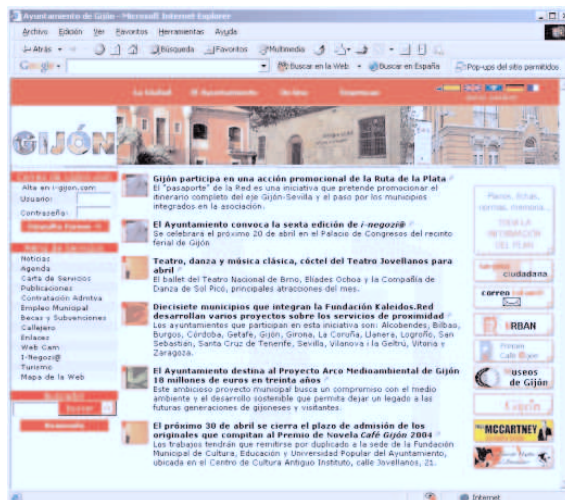 Ayuntamiento de Gijón - Microsoft Internet Explorer
Archivo Edición Ver Favoritos Herramientas Ayuda
Atrás Búsqueda Favoritos Multimedia
Google Buscar en la Web Buscar en España Pop-ups del sitio permitidos
La Ciudad El Ayuntamiento
GIJÓN
Alta en i-gijon.com
Usuario:
Contraseña:
Noticias
Agenda
Carta de Servicios
Publicaciones
Contratación Admtva
Empleo Municipal
Becas y Subvenciones
Callejero
Enlaces
Web Cam
I-Negozi@
Turismo
Mapa de la Web
buscar
Gijón participa en una acción promocional de la Ruta de la Plata
El "pasaporte" de la Red es una iniciativa que pretende promocionar el
itinerario completo del eje Gijón-Sevilla y el paso por los municipios
integrados en la asociación.
El Ayuntamiento convoca la sexta edición de i-negozi@
Se celebrará el próximo 20 de abril en el Palacio de Congresos del recinto
ferial de Gijón
Teatro, danza y música clásica, cóctel del Teatro Jovellanos para
abril
El ballet del Teatro Nacional de Brno, Elíades Ochoa y la Compañía de
Danza de Sol Picó, principales atracciones del mes.
Diecisiete municipios que integran la Fundación Kaleidos.Red
desarrollan varios proyectos sobre los servicios de proximidad
Los ayuntamientos que participan en esta iniciativa son: Alcobendes, Bilbao,
Burgos, Córdoba, Getafe, Gijón, Girona, La Coruña, Llanera, Logroño, San
Sebastián, Santa Cruz de Tenerife, Sevilla, Vilanova i la Geltrú, Vitoria y
Zaragoza.
El Ayuntamiento destina al Proyecto Arco Medioambiental de Gijón
18 millones de euros en treinta años
Este ambicioso proyecto municipal busca un compromiso con el medio
ambiente y el desarrollo sostenible que permita dejar un legado a las
futuras generaciones de gijoneses y visitantes.
El próximo 30 de abril se cierra el plazo de admisión de los
originales que compitan al Premio de Novela Café Gijón 2004
Los trabajos tendrán que remitirse por duplicado a la sede de la Fundación
Municipal de Cultura, Educación y Universidad Popular del Ayuntamiento,
ubicada en el Centro de Cultura Antiguo Instituto, calle Jovellanos, 21.
ciudadana
correo
URBAN
Museos
de Gijón
MCCARTNEY
Internet